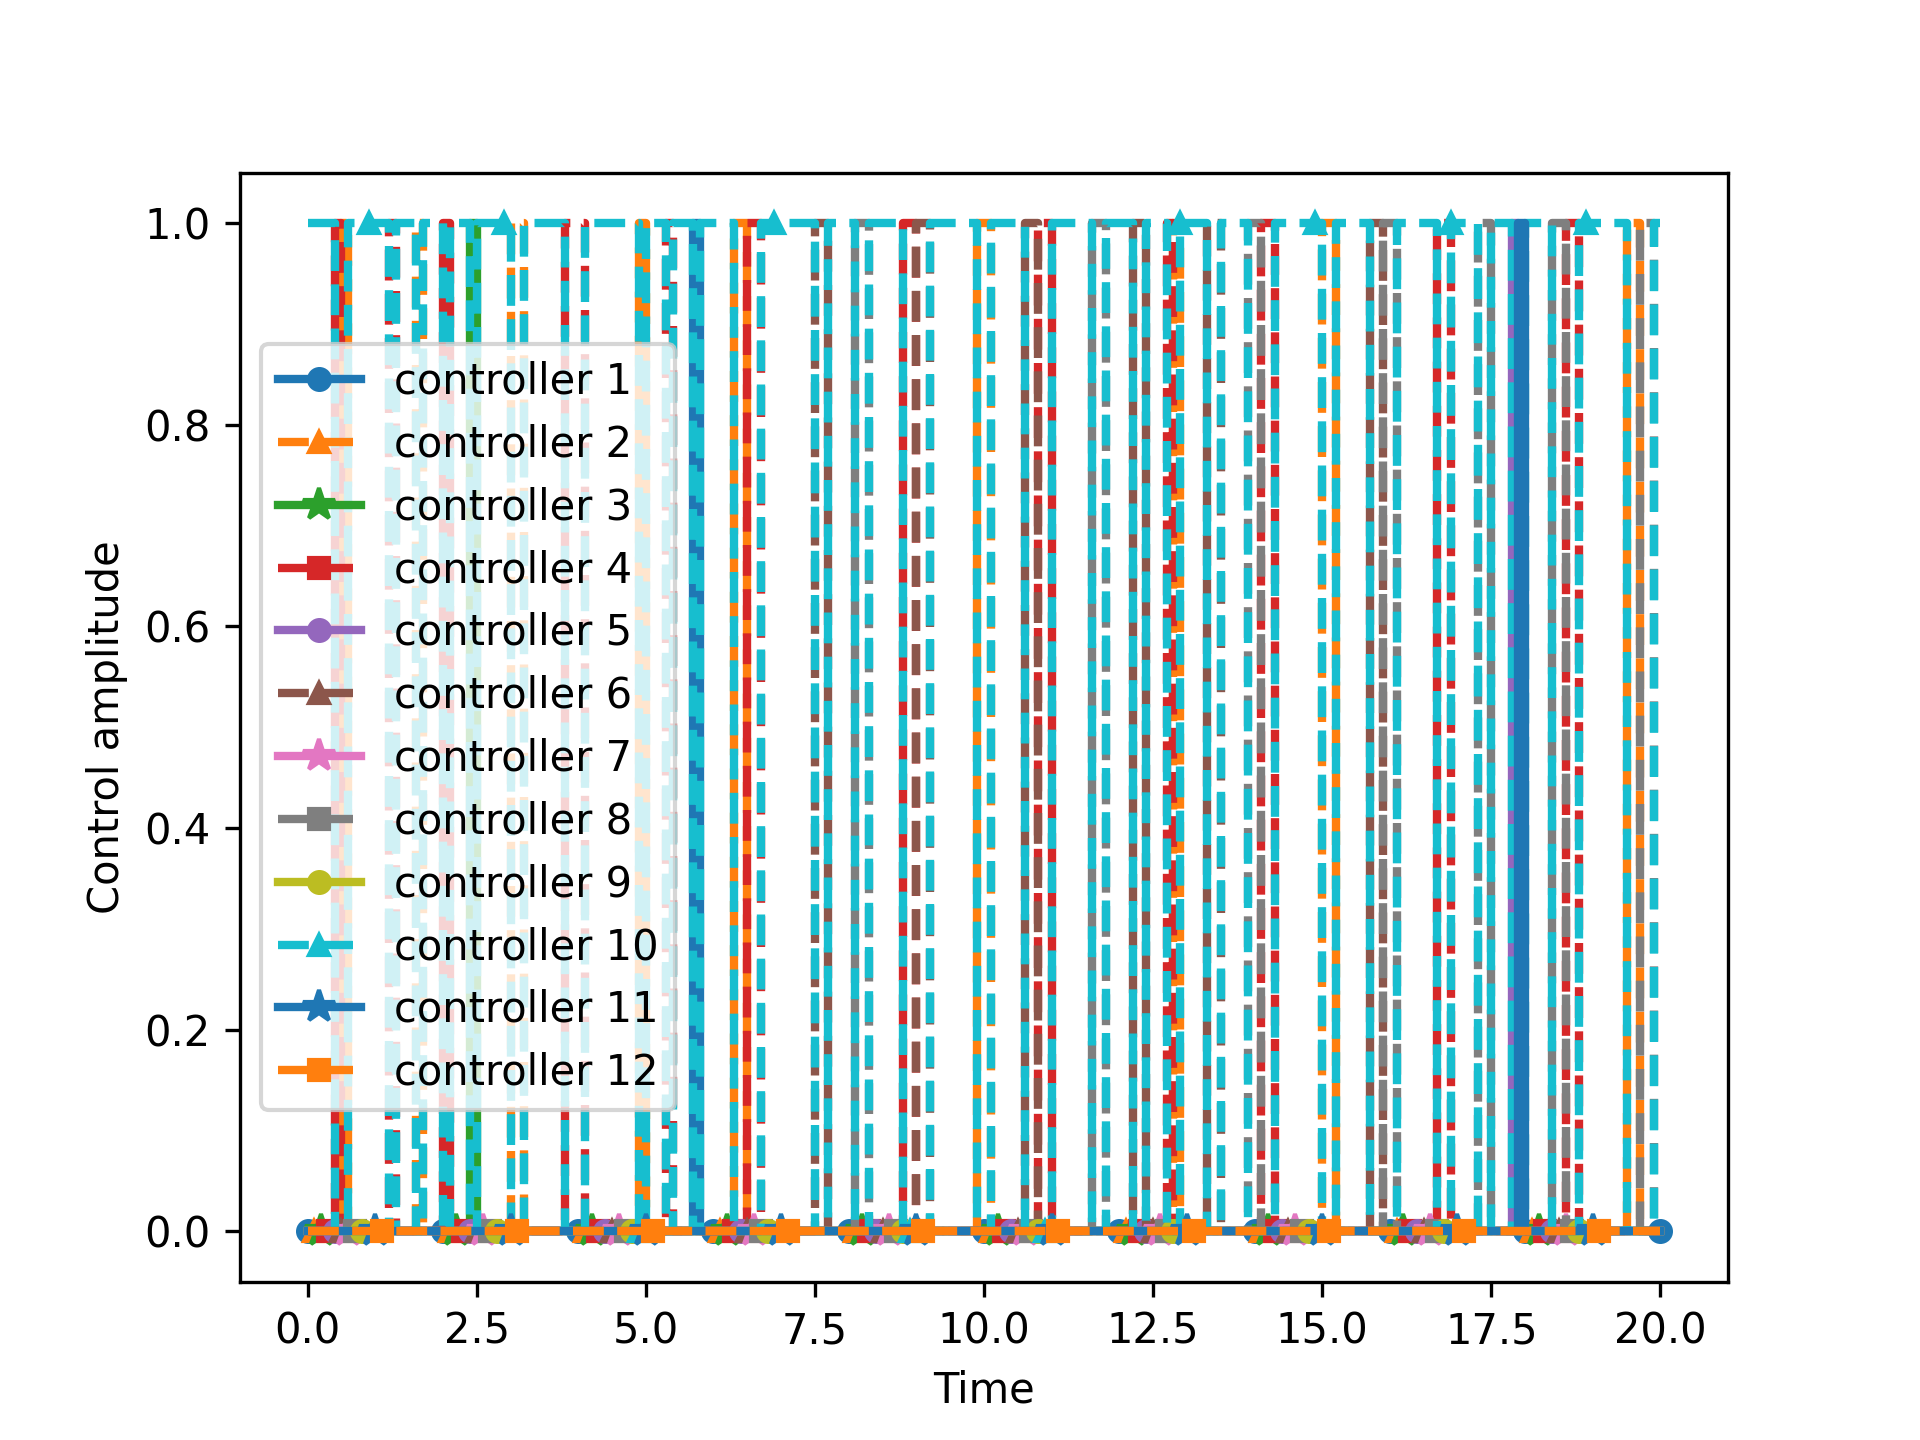 1.0
0.8
0.6
0.4
0.2
0.0
Control amplitude
controller 1
controller 2
controller 3
controller 4
controller 5
controller 6
controller 7
controller 8
controller 9
controller 10
controller 11
controller 12
0.0 2.5 5.0 7.5 10.0 12.5 15.0 17.5 20.0
Time